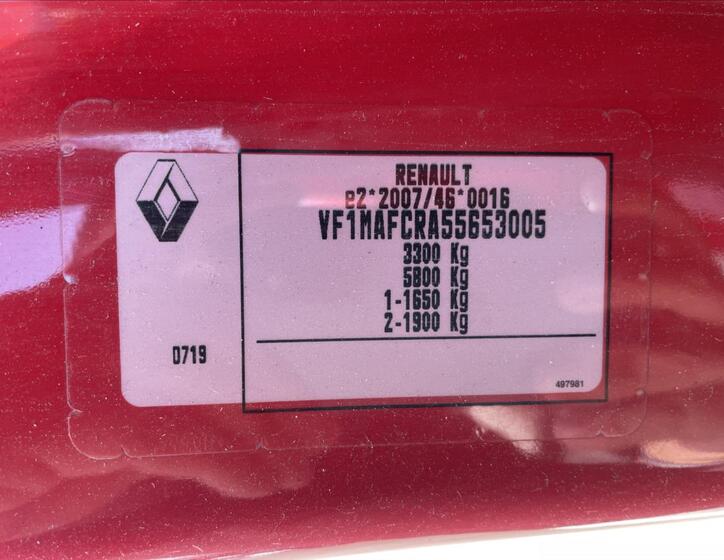 RENAULT
e2*2007/46*0016
VF1MAFCRA55653005
3300 Kg
5800 Kg
1-1650 Kg
2-1900 Kg
0719
497981